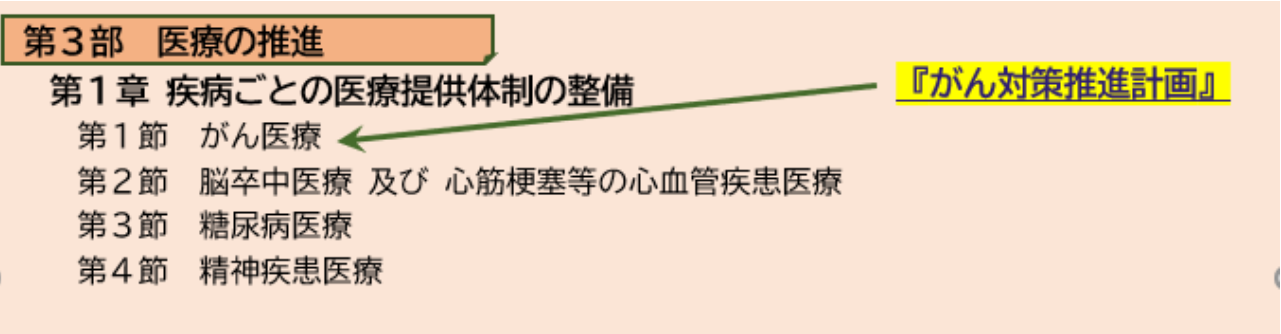 第３部　医療の推進
第１章 疾病ごとの医療提供体制の整備
『がん対策推進計画』
第１節　がん医療
第２節　脳卒中医療 及び 心筋梗塞等の心血管疾患医療
第３節　糖尿病医療
第４節　精神疾患医療